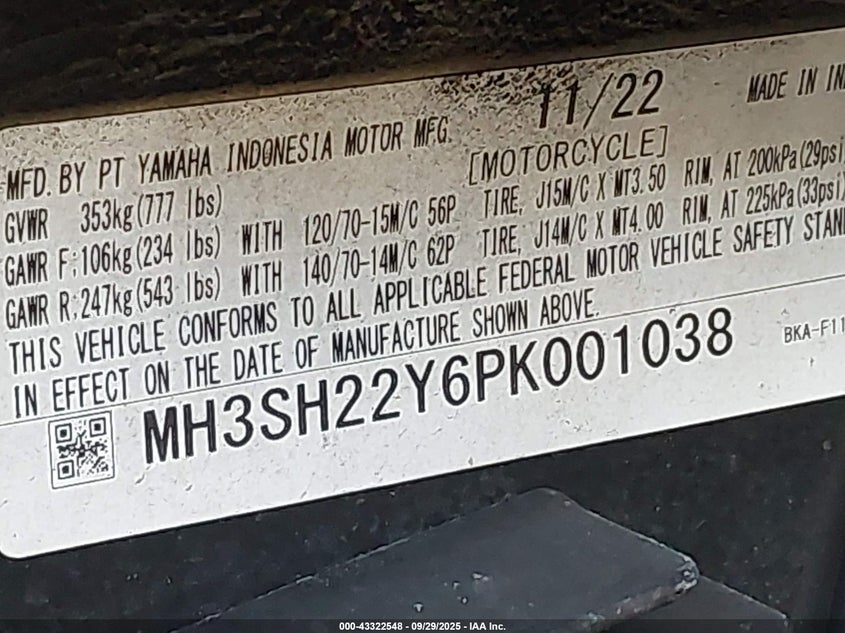 11/22 MADE IN
MFD. BY PT YAMAHA INDONESIA MOTOR MFG. [MOTORCYCLE]
GVWR 353kg(777 lbs)
GAWR F:106kg(234 lbs) WITH 120/70-15M/C 56P TIRE, J15M/C X MT3.50 RIM, AT 200kPa(29psi)
GAWR R:247kg(543 lbs) WITH 140/70-14M/C 62P TIRE, J14M/C X MT4.00 RIM, AT 225kPa(33psi)
THIS VEHICLE CONFORMS TO ALL APPLICABLE FEDERAL MOTOR VEHICLE SAFETY
IN EFFECT ON THE DATE OF MANUFACTURE SHOWN ABOVE.
MH3SH22Y6PK001038 BKA-F11
000-43322548 - 09/29/2025 - IAA Inc.